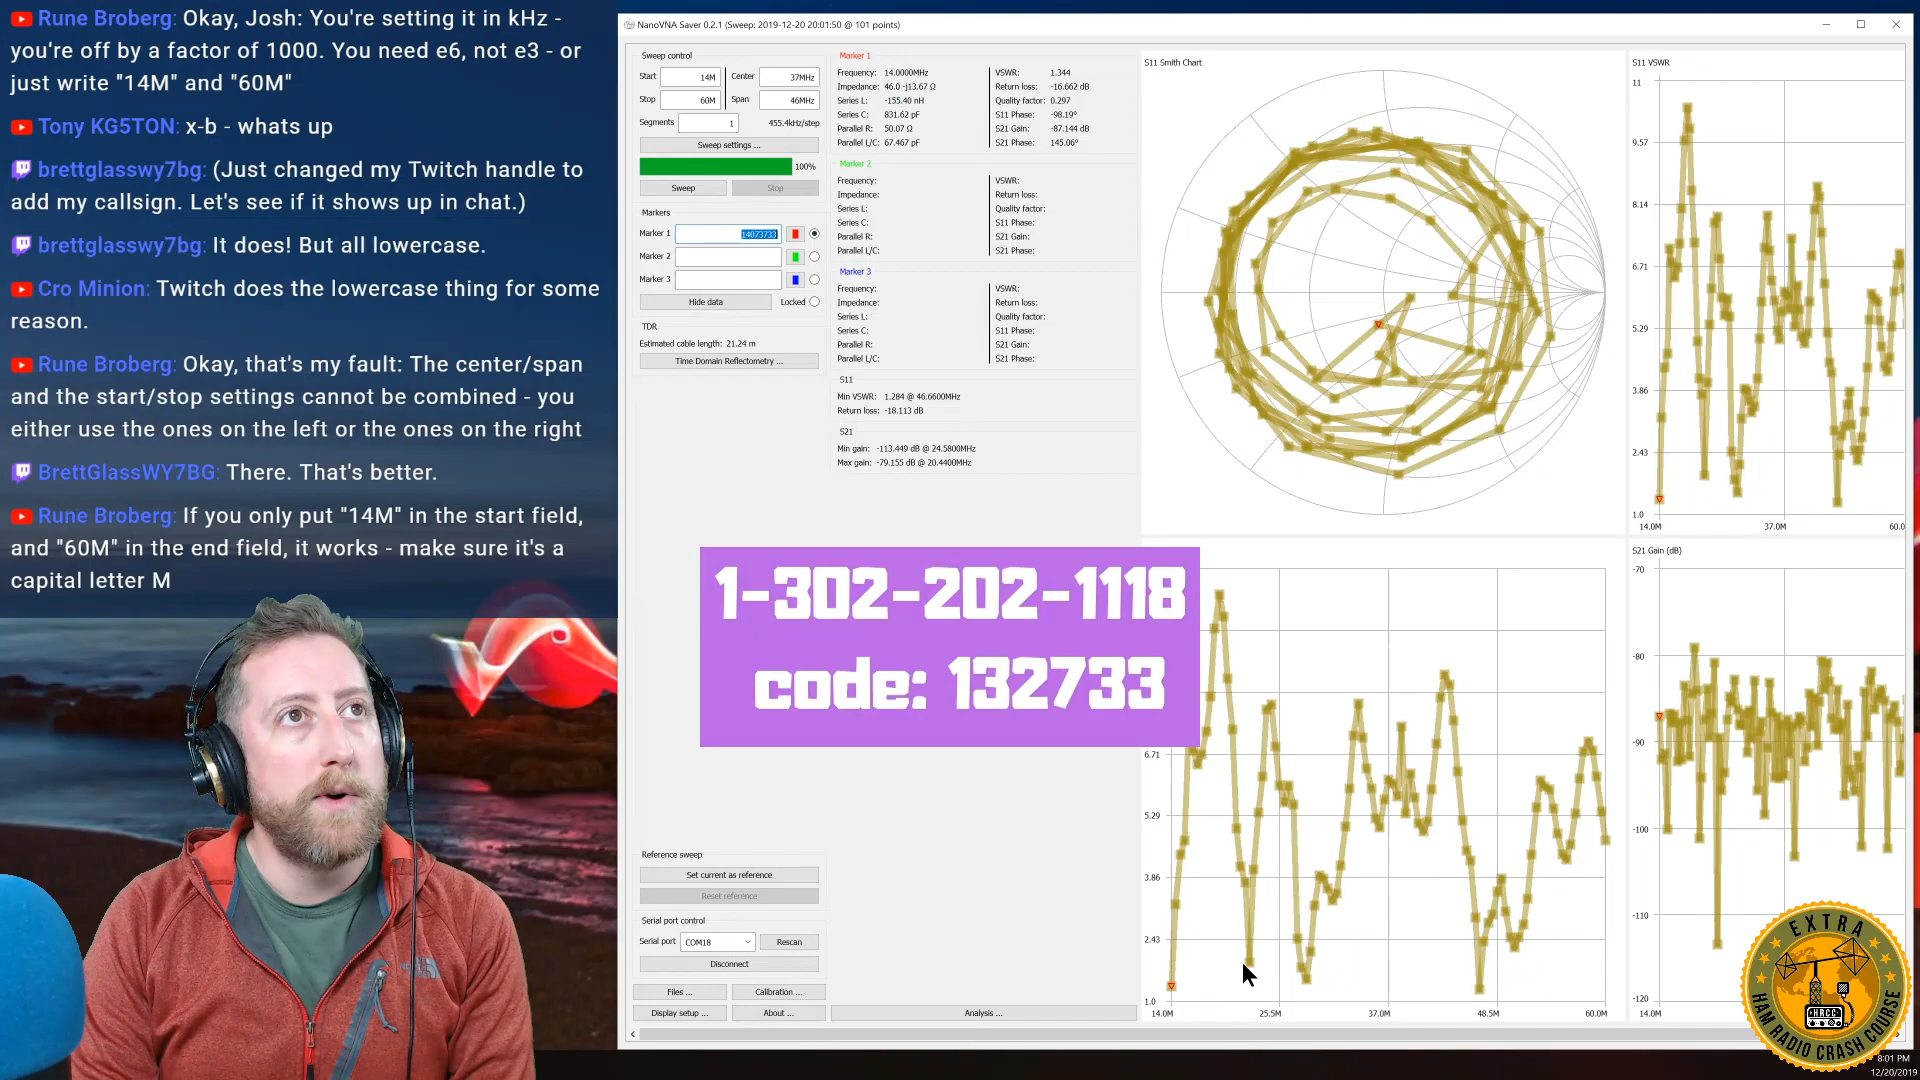 Rune Broberg: Okay, Josh: You're setting it in kHz -
you're off by a factor of 1000. You need e6, not e3 - or
just write "14M" and "60M"
Tony KG5TON: x-b - whats up
brettglasswy7bg: (Just changed my Twitch handle to
add my callsign. Let's see if it shows up in chat.)
brettglasswy7bg: It does! But all lowercase.
Cro Minion: Twitch does the lowercase thing for some
reason.
Rune Broberg: Okay, that's my fault: The center/span
and the start/stop settings cannot be combined - you
either use the ones on the left or the ones on the right
BrettGlassWY7BG: There. That's better.
Rune Broberg: If you only put "14M" in the start field,
and "60M" in the end field, it works - make sure it's a
capital letter M
NanoVNA Saver 0.2.1 (Sweep: 2019-12-20 20:01:50 @ 101 points)
Sweep control
Start 14M Center 37MHz
Stop 60M Span 46MHz
Segments 1 455.4kHz/step
Sweep settings ...
100%
Sweep Stop
Markers
Marker 1 14073733
Marker 2
Marker 3
Hide data Locked
TDR
Estimated cable length: 21.24 m
Time Domain Reflectometry ...
Reference sweep
Set current as reference
Reset reference
Serial port control
Serial port COM18 Rescan
Disconnect
Files ... Calibration ...
Display setup ... About ...
Marker 1
Frequency: 14.0000MHz VSWR: 1.344
Impedance: 46.0 -j13.67 Ω Return loss: -16.662 dB
Series L: -155.40 nH Quality factor: 0.297
Series C: 831.62 pF S11 Phase: -98.19°
Parallel R: 50.07 Ω S21 Gain: -87.144 dB
Parallel L/C: 67.467 pF S21 Phase: 145.06°
Marker 2
Frequency: VSWR:
Impedance: Return loss:
Series L: Quality factor:
Series C: S11 Phase:
Parallel R: S21 Gain:
Parallel L/C: S21 Phase:
Marker 3
Frequency: VSWR:
Impedance: Return loss:
Series L: Quality factor:
Series C: S11 Phase:
Parallel R: S21 Gain:
Parallel L/C: S21 Phase:
S11
Min VSWR: 1.284 @ 46.6600MHz
Return loss: -18.113 dB
S21
Min gain: -113.449 dB @ 24.5800MHz
Max gain: -79.155 dB @ 20.4400MHz
Analysis ...
1-302-202-1118
code: 132733
S11 Smith Chart
S11 VSWR
11
9.57
8.14
6.71
5.29
3.86
2.43
1.0
14.0M 37.0M 60.0
6.71
5.29
3.86
2.43
1.0
14.0M 25.5M 37.0M 48.5M 60.0M
S21 Gain (dB)
-70
-80
-90
-100
-110
-120
14.0M
EXTRA
HRCC
HAM RADIO CRASH COURSE
8:01 PM
12/20/2019